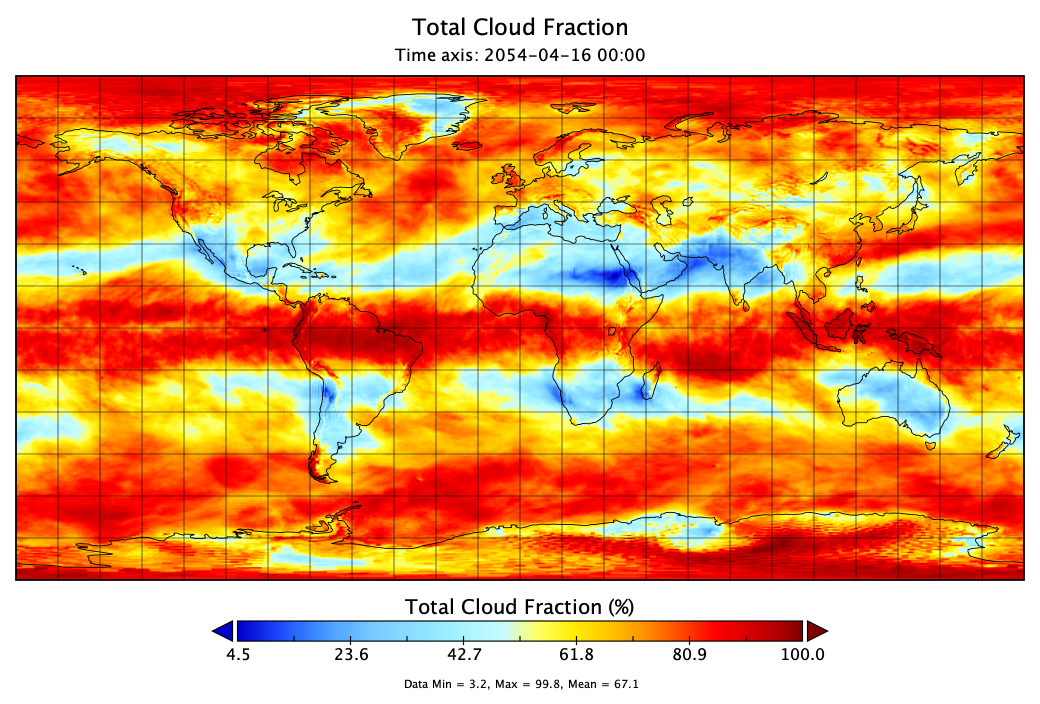 Total Cloud Fraction
Time axis: 2054-04-16 00:00
Total Cloud Fraction (%)
4.5 23.6 42.7 61.8 80.9 100.0
Data Min = 3.2, Max = 99.8, Mean = 67.1